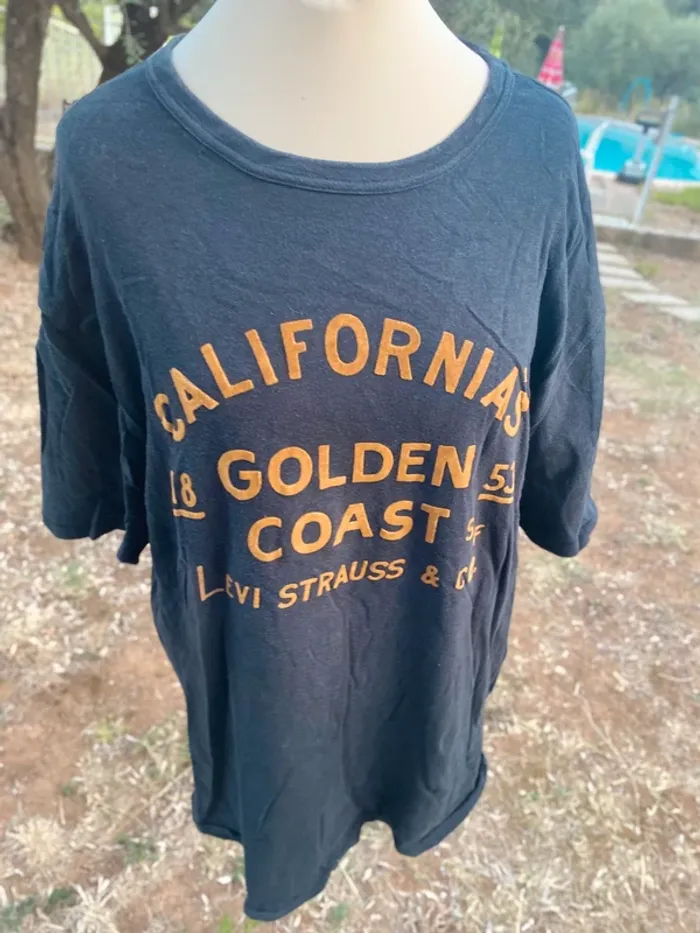 CALIFORNIA'S
18 GOLDEN 53
COAST SF
LEVI STRAUSS & Co